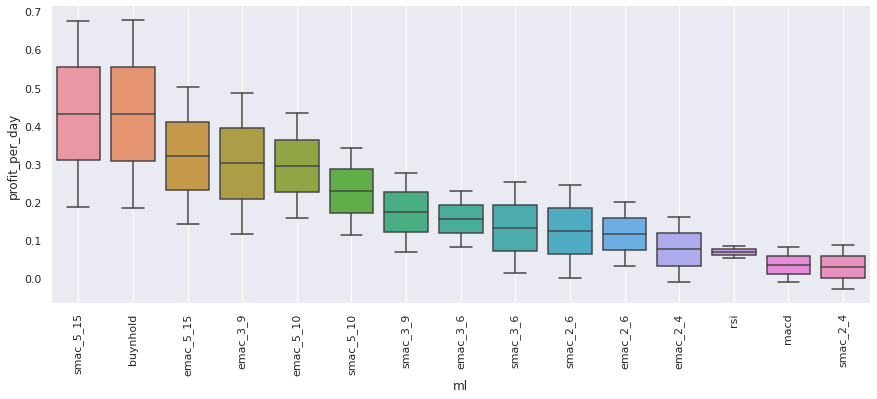 0.7
0.6
0.5
0.4
0.3
0.2
0.1
0.0
profit_per_day
smac_5_15
buynhold
emac_5_15
emac_3_9
emac_5_10
smac_5_10
smac_3_9
emac_3_6
smac_3_6
smac_2_6
emac_2_6
emac_2_4
rsi
macd
smac_2_4
ml